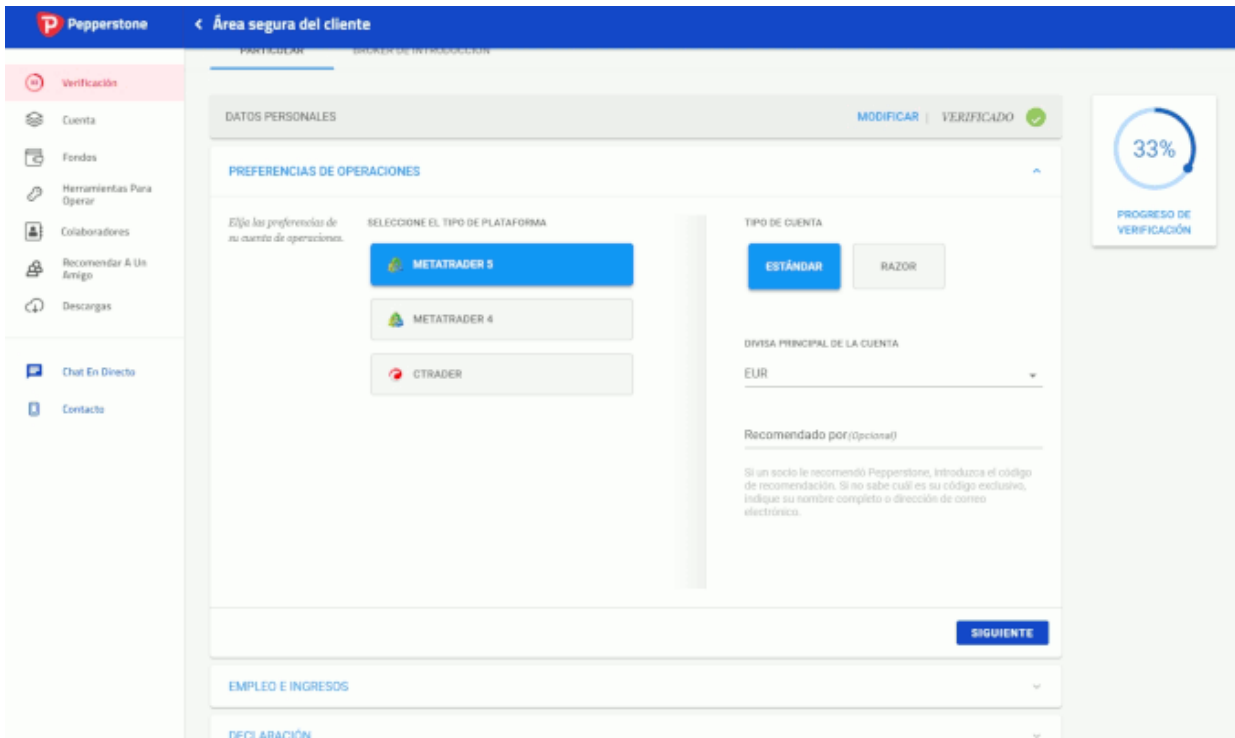 Pepperstone
Área segura del cliente
PARTICULAR
BROKER DE INTRODUCCIÓN
Verificación
Cuenta
Fondos
Herramientas Para
Operar
Colaboradores
Recomendar A Un
Amigo
Descargas
Chat En Directo
Contacto
DATOS PERSONALES
MODIFICAR | VERIFICADO
PREFERENCIAS DE OPERACIONES
Elija las preferencias de
su cuenta de operaciones.
SELECCIONE EL TIPO DE PLATAFORMA
METATRADER 5
METATRADER 4
CTRADER
TIPO DE CUENTA
ESTÁNDAR
RAZOR
DIVISA PRINCIPAL DE LA CUENTA
EUR
Recomendado por (Opcional)
Si un socio le recomendó Pepperstone, introduzca el código
de recomendación. Si no sabe cuál es su código exclusivo,
indique su nombre completo o dirección de correo
electrónico.
SIGUIENTE
EMPLEO E INGRESOS
DECLARACIÓN
33%
PROGRESO DE
VERIFICACIÓN